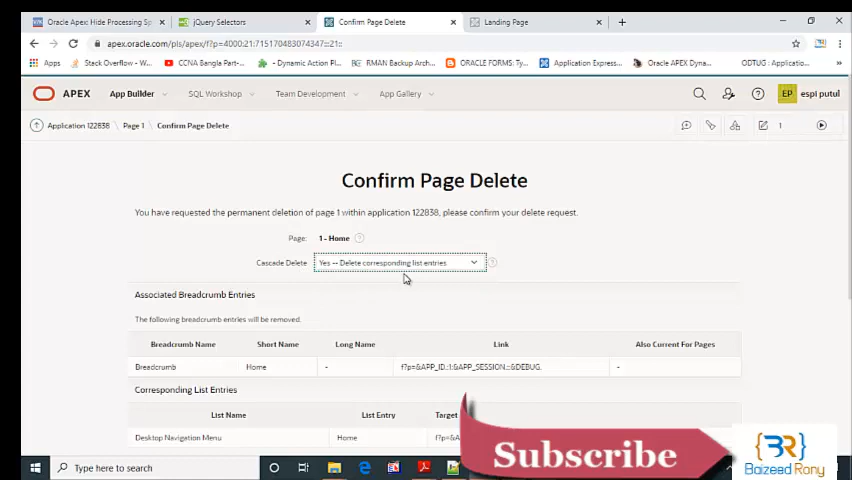 Oracle Apex: Hide Processing Sp
jQuery Selectors
Confirm Page Delete
Landing Page
apex.oracle.com/pls/apex/f?p=4000:21:715170483074347::21::
Apps
Stack Overflow - W...
CCNA Bangla Part-...
- Dynamic Action Pl...
RMAN Backup Arch...
ORACLE FORMS: Ty...
Application Express...
Oracle APEX Dyna...
ODTUG : Applicatio...
APEX
App Builder
SQL Workshop
Team Development
App Gallery
EP
espi putul
Application 122838 \ Page 1 \ Confirm Page Delete
1
Confirm Page Delete
You have requested the permanent deletion of page 1 within application 122838, please confirm your delete request.
Page: 1 - Home
Cascade Delete Yes -- Delete corresponding list entries
Associated Breadcrumb Entries
The following breadcrumb entries will be removed.
Breadcrumb Name Short Name Long Name Link Also Current For Pages
Breadcrumb Home - f?p=&APP_ID.:1:&APP_SESSION.::&DEBUG. -
Corresponding List Entries
List Name List Entry Target
Desktop Navigation Menu Home
Subscribe
BR
Baizeed Rony
Type here to search